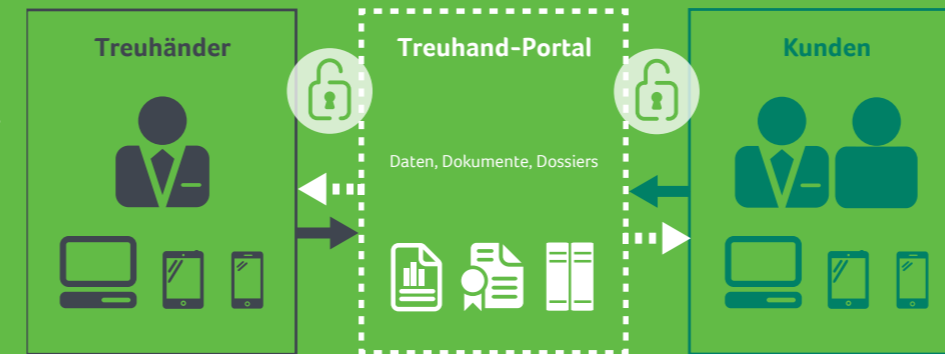 Treuhänder
Treuhand-Portal
Kunden
Daten, Dokumente, Dossiers